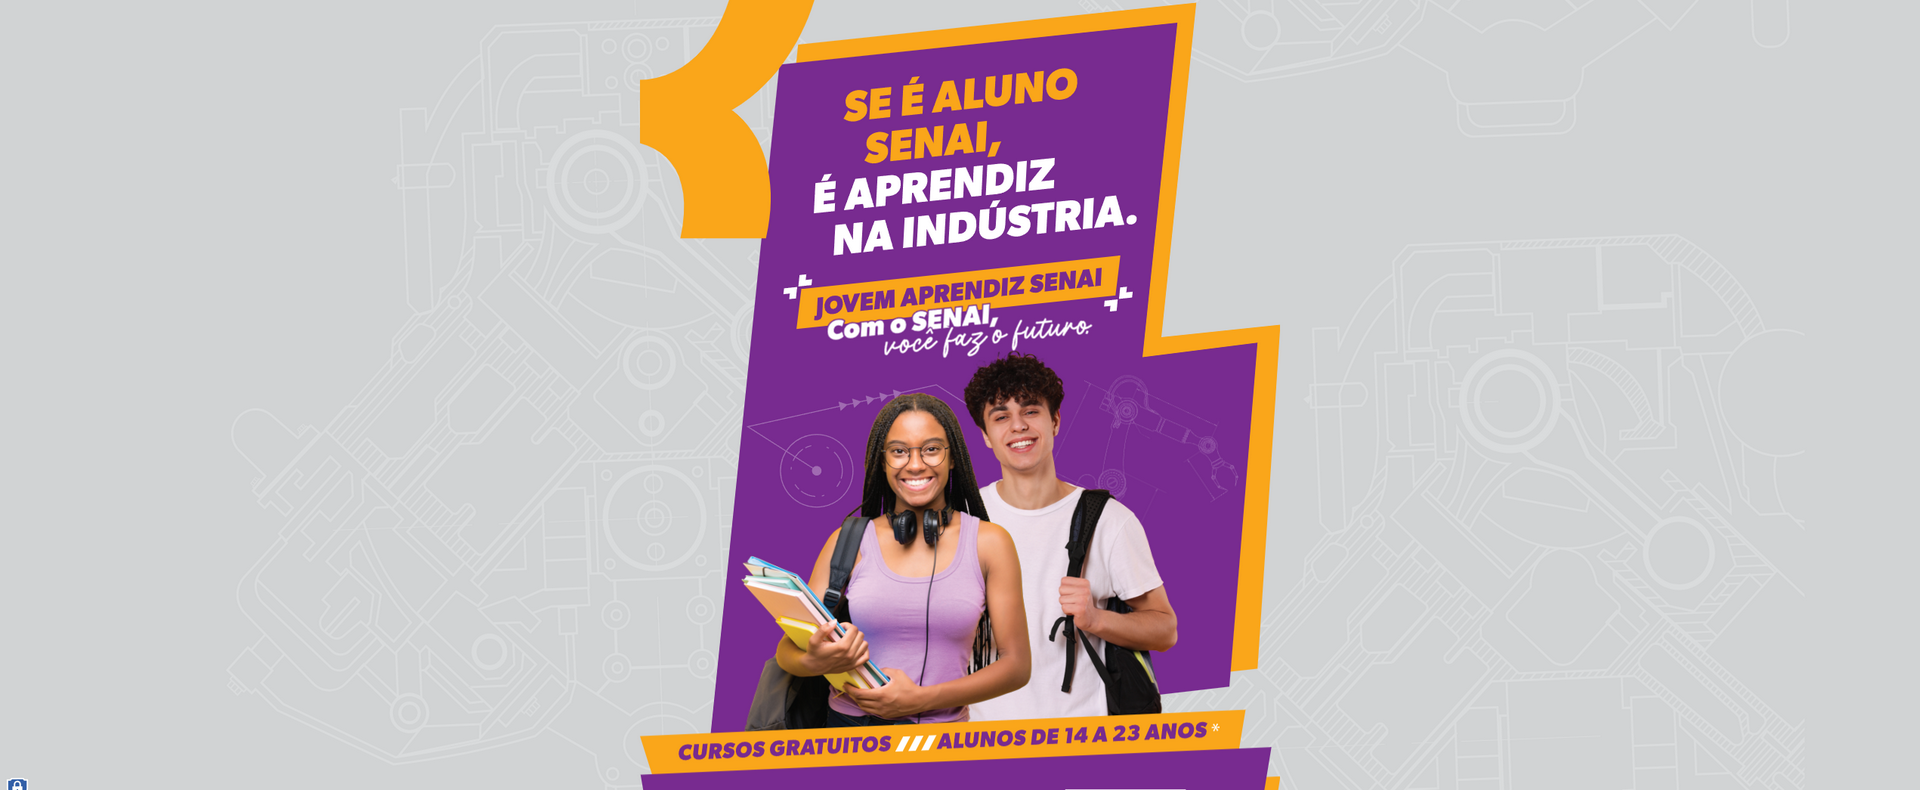 SE É ALUNO
SENAI,
É APRENDIZ
NA INDÚSTRIA.
JOVEM APRENDIZ SENAI
Com o SENAI,
você faz o futuro.
CURSOS GRATUITOS /// ALUNOS DE 14 A 23 ANOS *